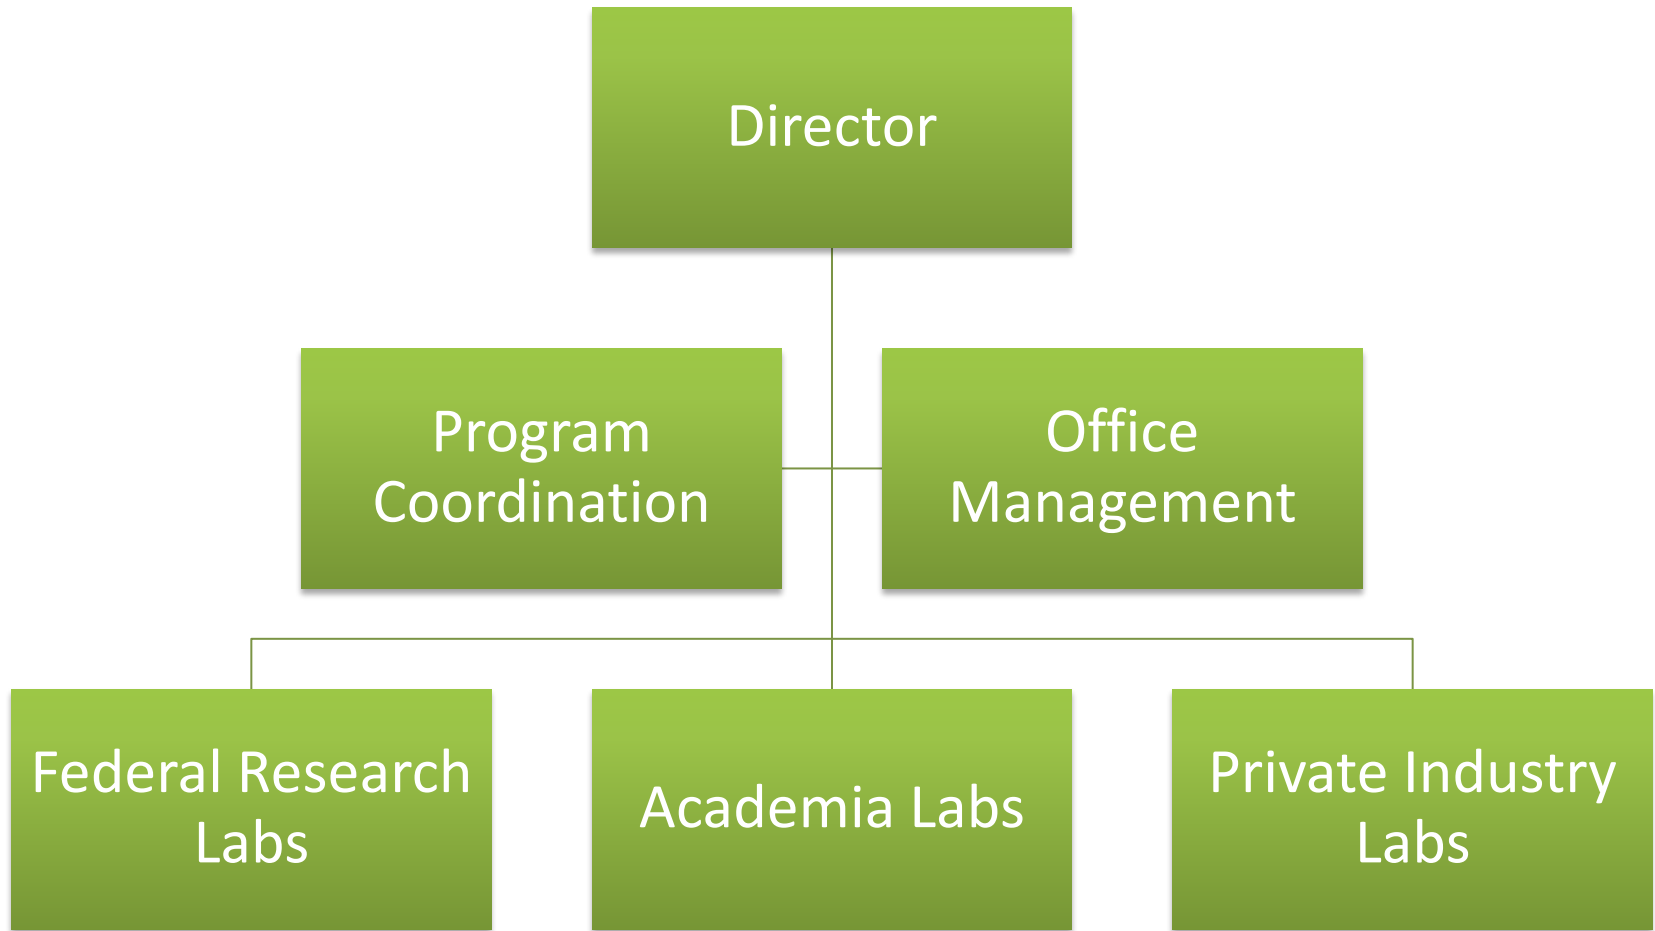 Director
Program
Coordination
Office
Management
Federal Research
Labs
Academia Labs
Private Industry
Labs